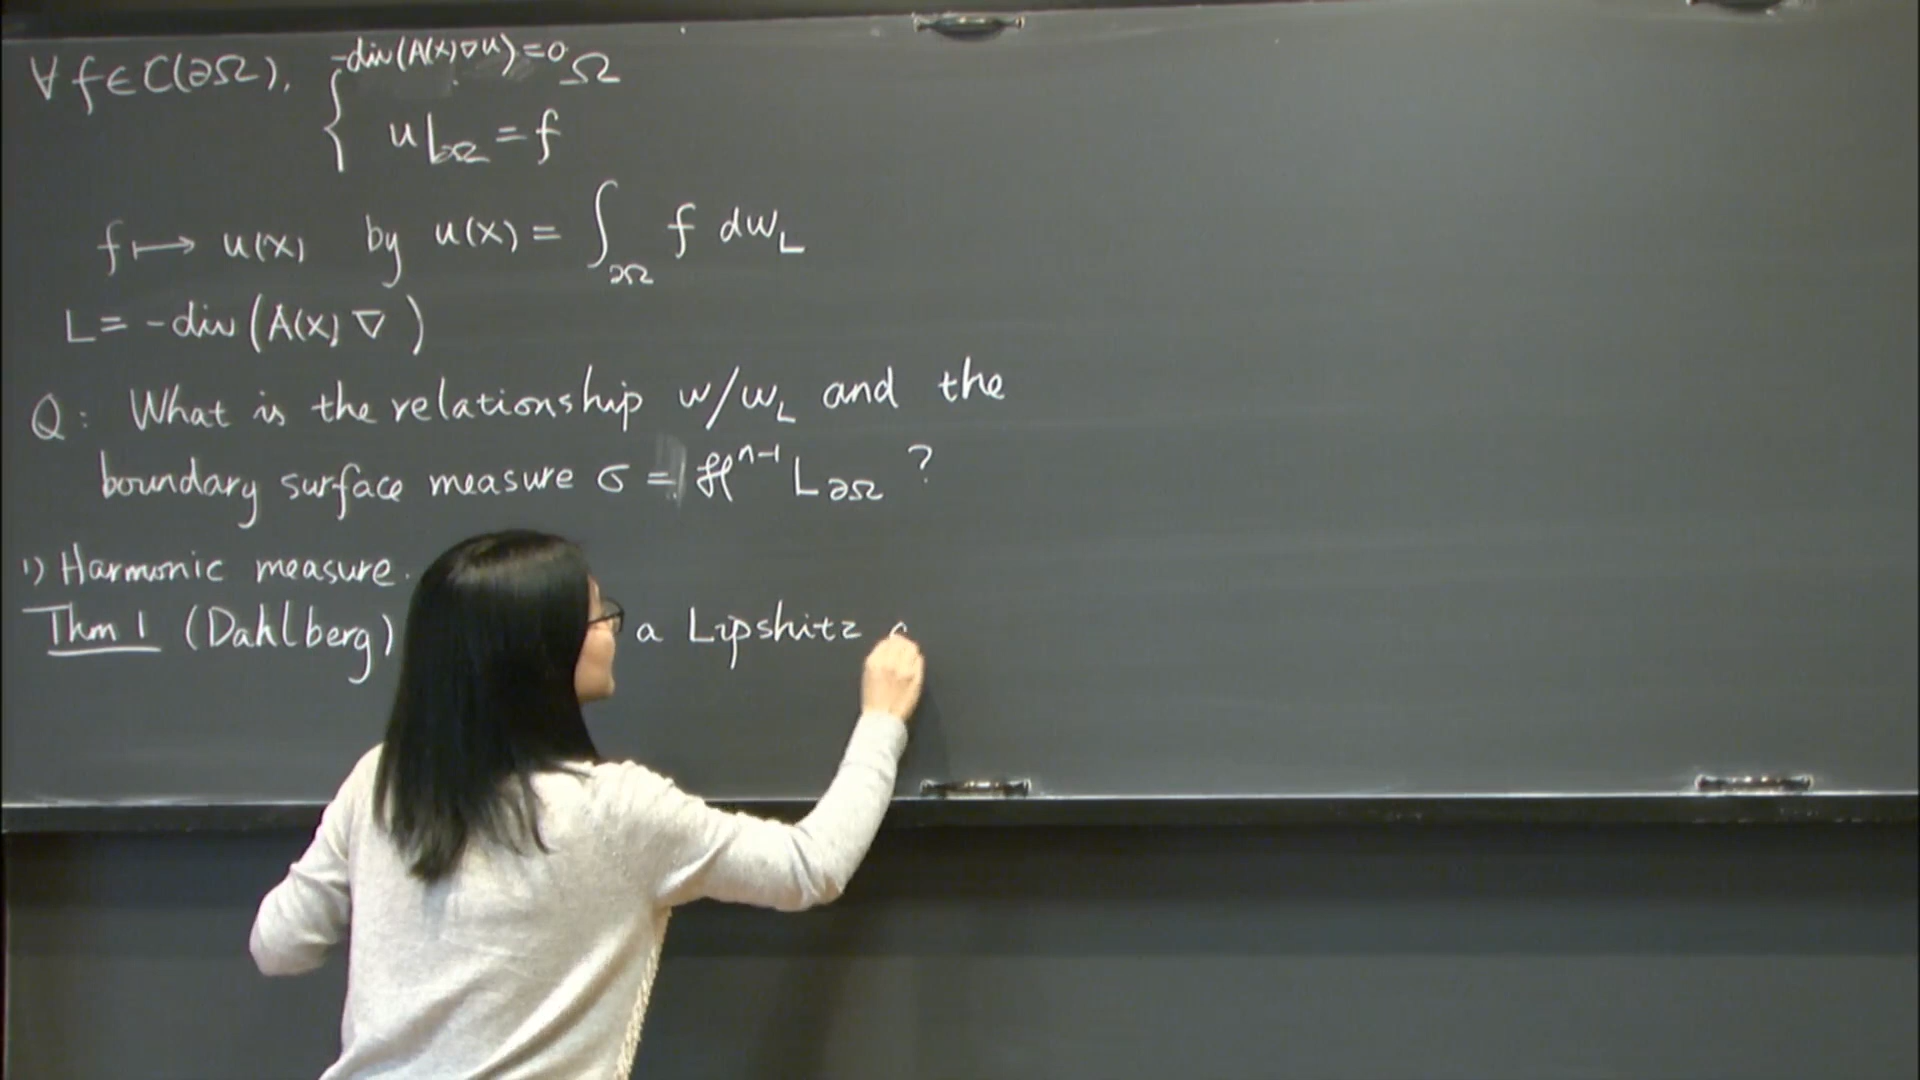 ∀ f ∈ C(∂Ω), { -div(A(x)∇u) = 0 Ω
u|∂Ω = f
f ⟼ u(x) by u(x) = ∫∂Ω f dω_L
L = -div(A(x)∇ )
Q: What is the relationship ω/ω_L and the
boundary surface measure σ = ℋ^{n-1} L ∂Ω ?
1) Harmonic measure.
Thm 1 (Dahlberg) a Lipshitz